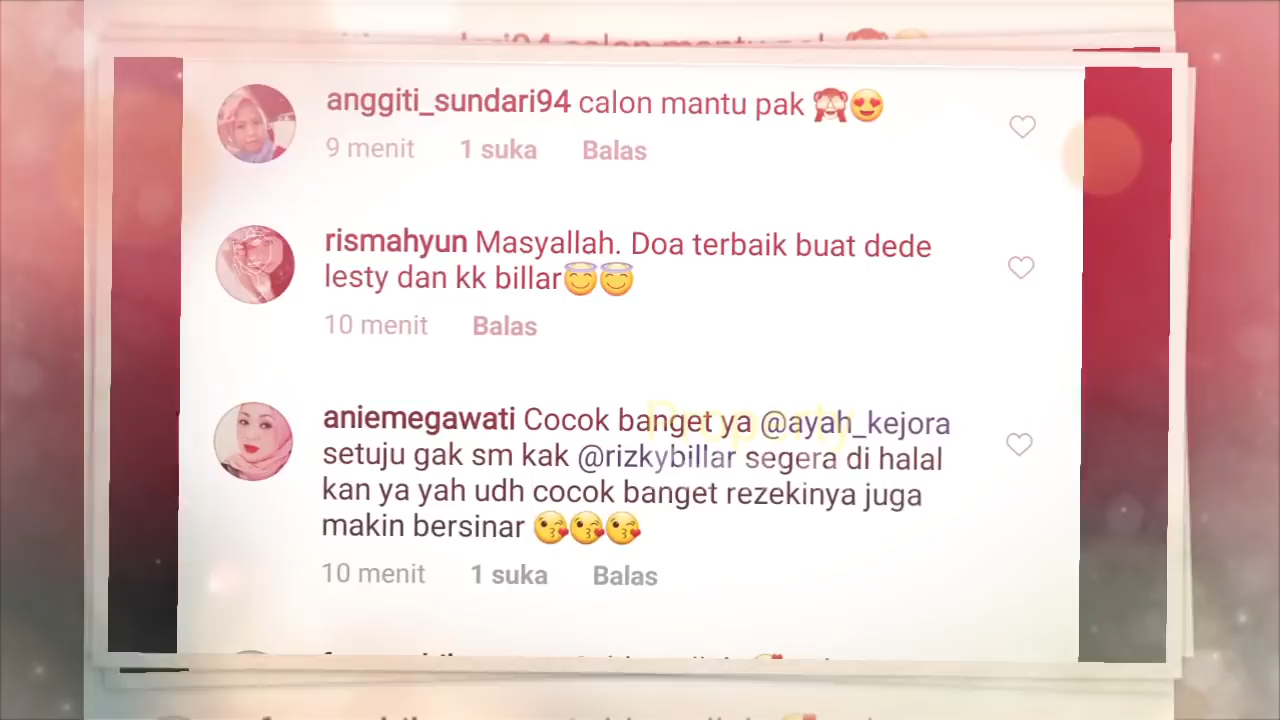 anggiti_sundari94 calon mantu pak 🙈😍
9 menit 1 suka Balas
rismahyun Masyallah. Doa terbaik buat dede
lesty dan kk billar😇😇
10 menit Balas
aniemegawati Cocok banget ya @ayah_kejora
setuju gak sm kak @rizkybillar segera di halal
kan ya yah udh cocok banget rezekinya juga
makin bersinar 😘😘😘
10 menit 1 suka Balas
Property